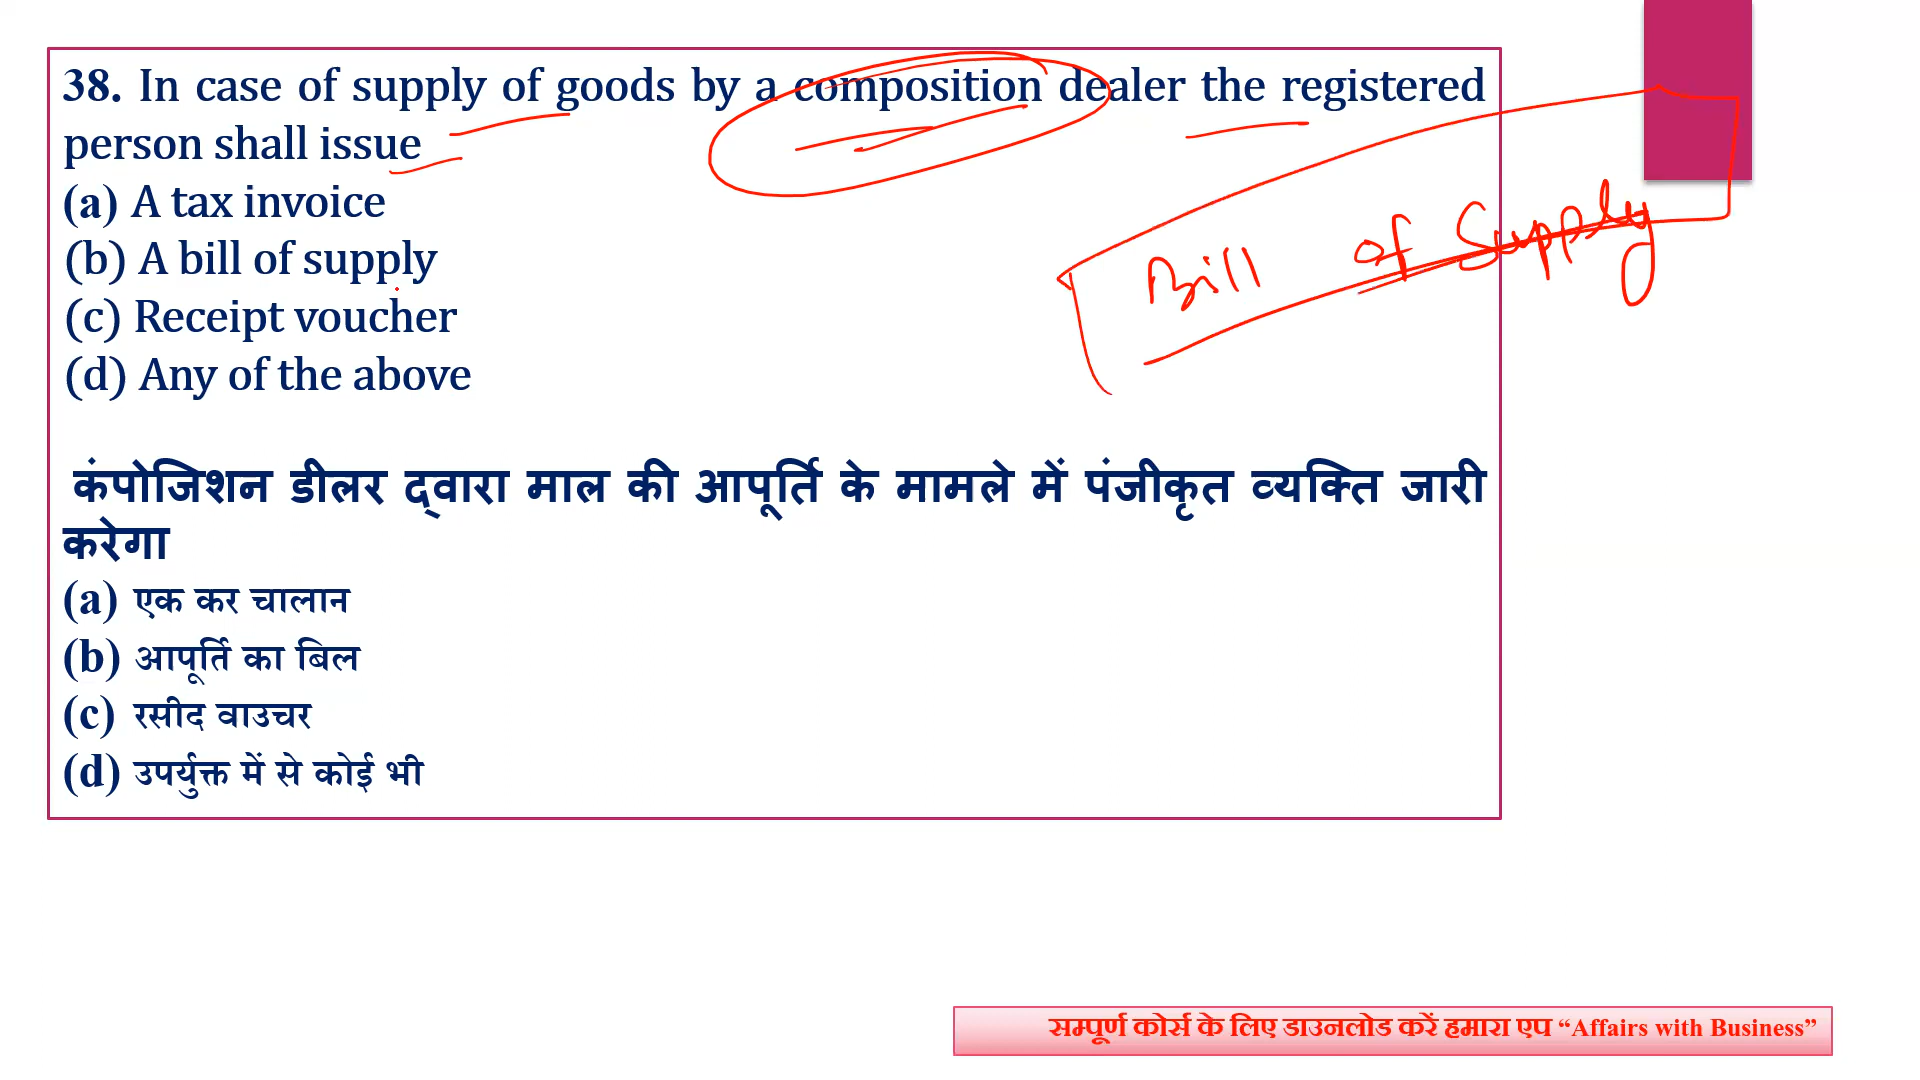 38. In case of supply of goods by a composition dealer the registered
person shall issue
(a) A tax invoice
(b) A bill of supply
(c) Receipt voucher
(d) Any of the above
Bill of Supply
कंपोजिशन डीलर द्वारा माल की आपूर्ति के मामले में पंजीकृत व्यक्ति जारी
करेगा
(a) एक कर चालान
(b) आपूर्ति का बिल
(c) रसीद वाउचर
(d) उपर्युक्त में से कोई भी
सम्पूर्ण कोर्स के लिए डाउनलोड करें हमारा एप “Affairs with Business”